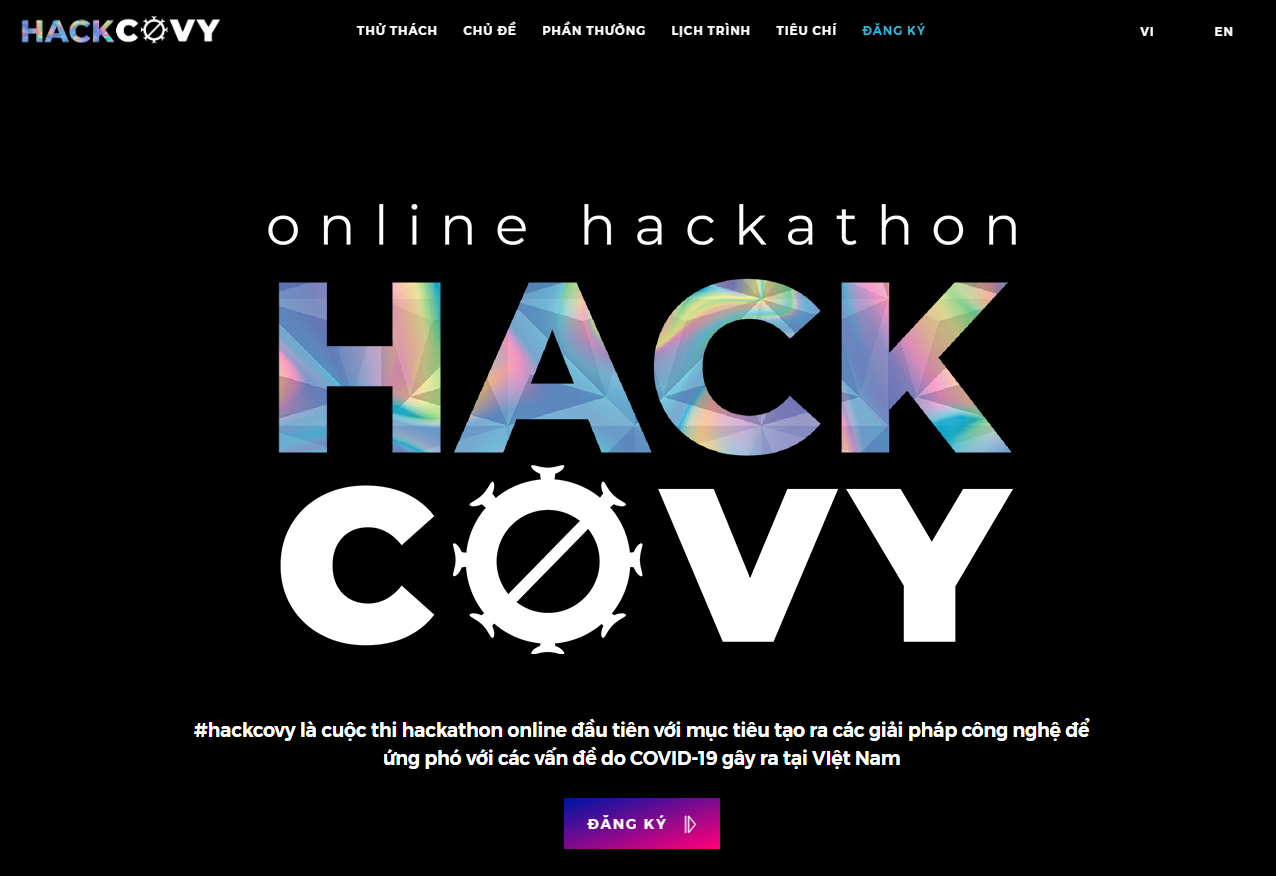 HACKCOVY
THỬ THÁCH CHỦ ĐỀ PHẦN THƯỞNG LỊCH TRÌNH TIÊU CHÍ ĐĂNG KÝ VI EN
online hackathon
HACK
COVY
#hackcovy là cuộc thi hackathon online đầu tiên với mục tiêu tạo ra các giải pháp công nghệ để
ứng phó với các vấn đề do COVID-19 gây ra tại VIệt Nam
ĐĂNG KÝ